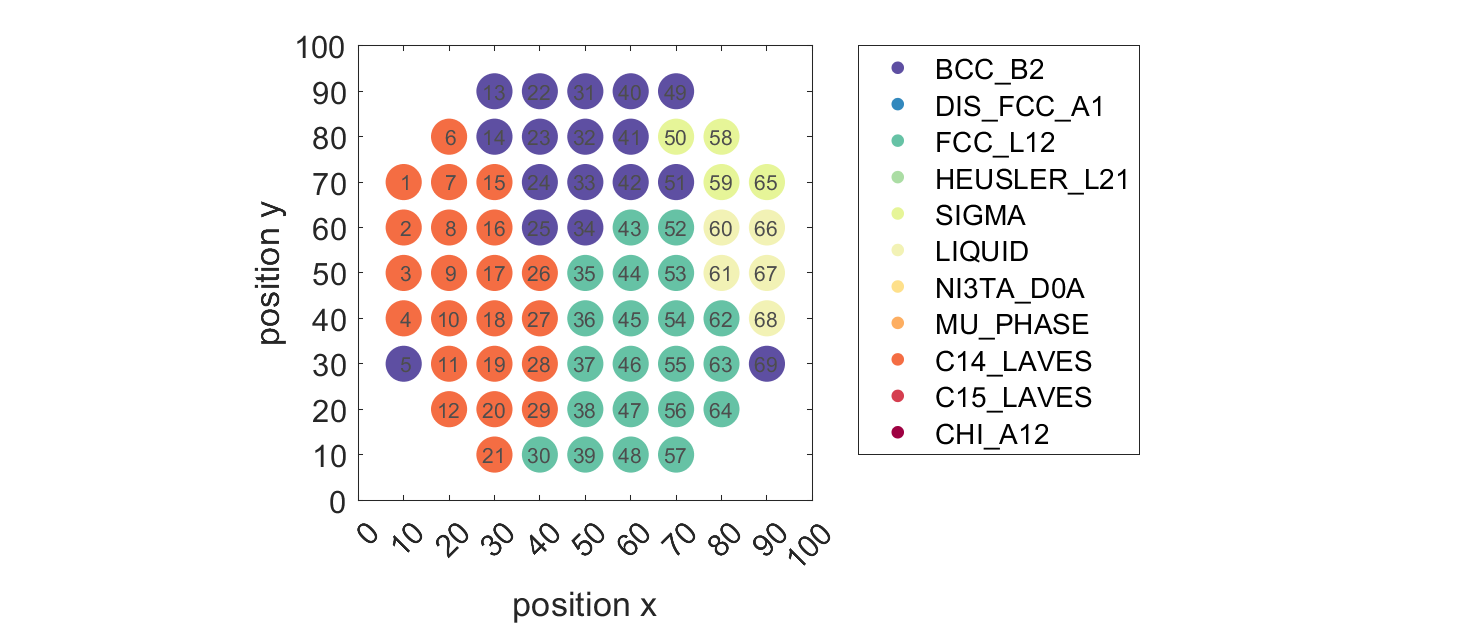 100
90
80
70
60
50
40
30
20
10
0
position y
13 22 31 40 49
6 14 23 32 41 50 58
1 7 15 24 33 42 51 59 65
2 8 16 25 34 43 52 60 66
3 9 17 26 35 44 53 61 67
4 10 18 27 36 45 54 62 68
5 11 19 28 37 46 55 63 69
12 20 29 38 47 56 64
21 30 39 48 57
0 10 20 30 40 50 60 70 80 90 100
position x
BCC_B2
DIS_FCC_A1
FCC_L12
HEUSLER_L21
SIGMA
LIQUID
NI3TA_D0A
MU_PHASE
C14_LAVES
C15_LAVES
CHI_A12